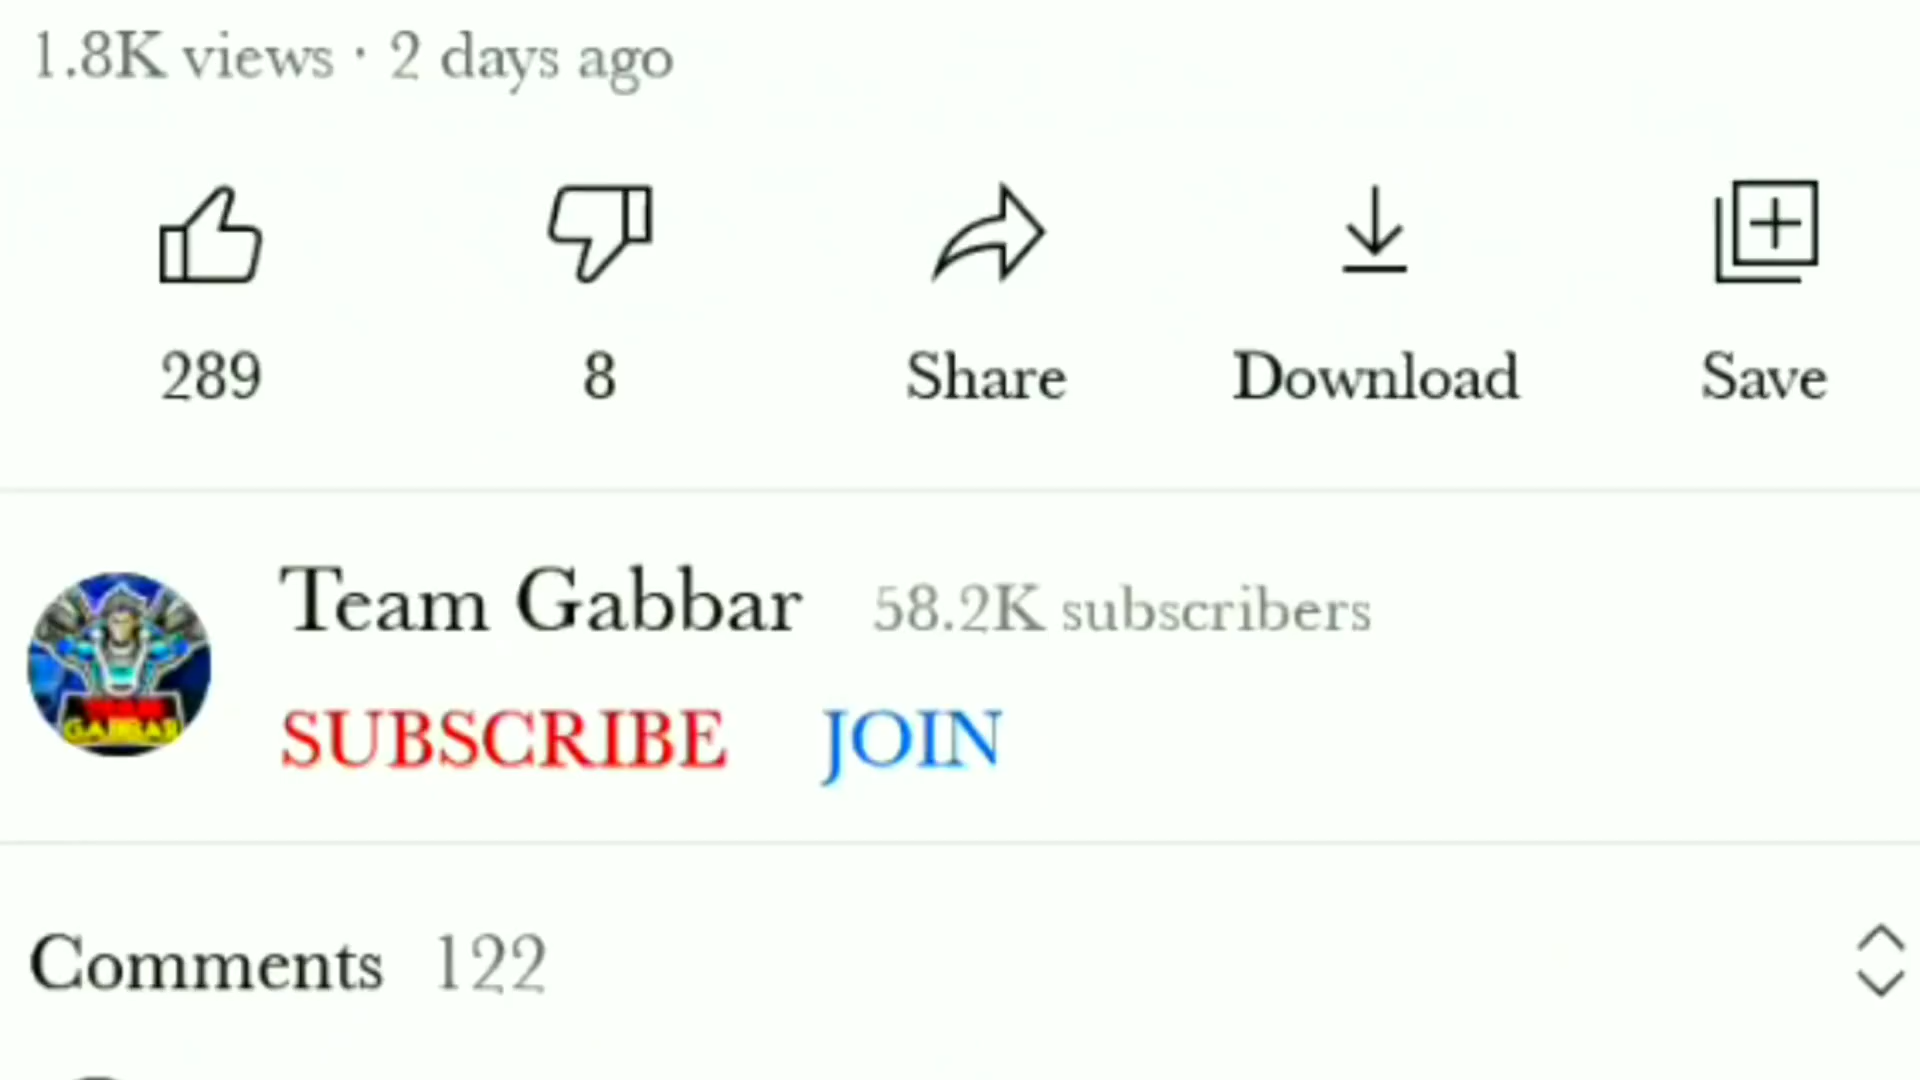 1.8K views · 2 days ago
289 8 Share Download Save
Team Gabbar 58.2K subscribers
GABBAR
SUBSCRIBE JOIN
Comments 122